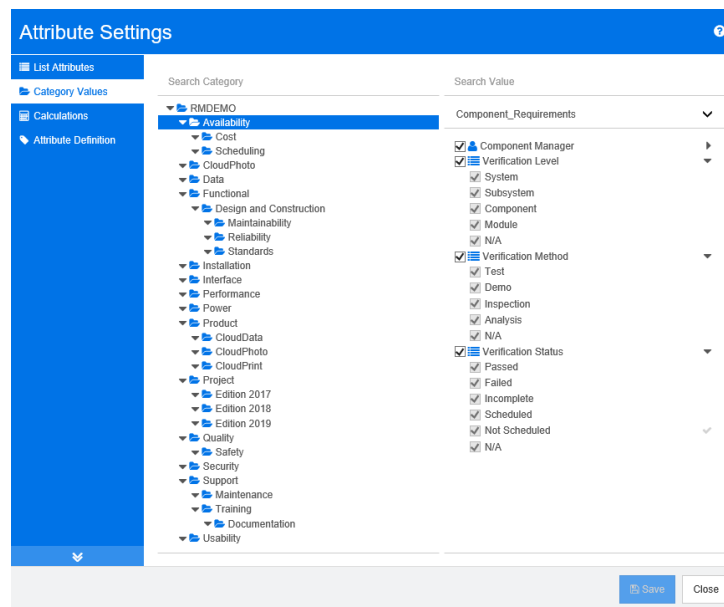 Attribute Settings
List Attributes
Category Values
Calculations
Attribute Definition
Search Category
RMDEMO
Availability
Cost
Scheduling
CloudPhoto
Data
Functional
Design and Construction
Maintainability
Reliability
Standards
Installation
Interface
Performance
Power
Product
CloudData
CloudPhoto
CloudPrint
Project
Edition 2017
Edition 2018
Edition 2019
Quality
Safety
Security
Support
Maintenance
Training
Documentation
Usability
Search Value
Component_Requirements
Component Manager
Verification Level
System
Subsystem
Component
Module
N/A
Verification Method
Test
Demo
Inspection
Analysis
N/A
Verification Status
Passed
Failed
Incomplete
Scheduled
Not Scheduled
N/A
Save
Close